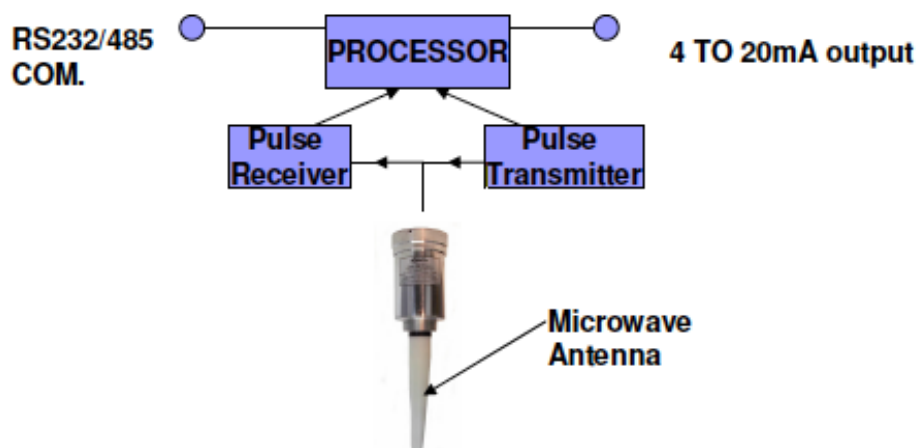 RS232/485
COM.
PROCESSOR
4 TO 20mA output
Pulse
Receiver
Pulse
Transmitter
Microwave
Antenna